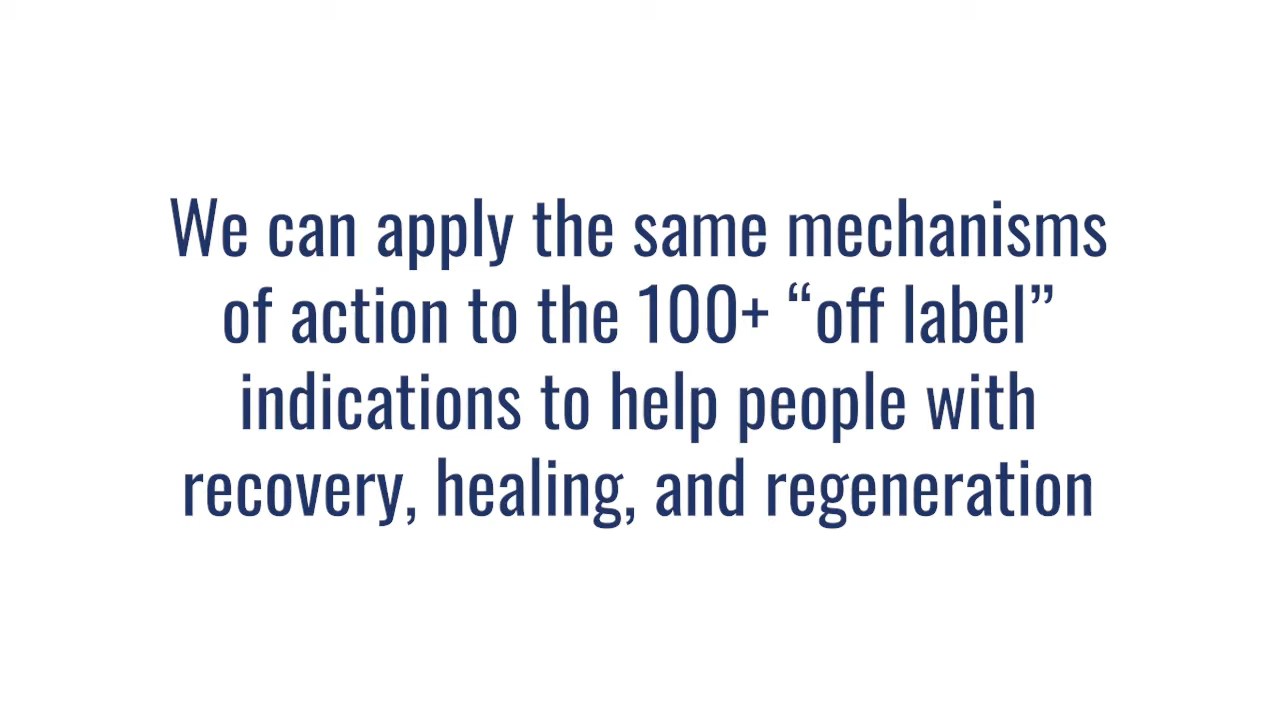 We can apply the same mechanisms
of action to the 100+ “off label”
indications to help people with
recovery, healing, and regeneration